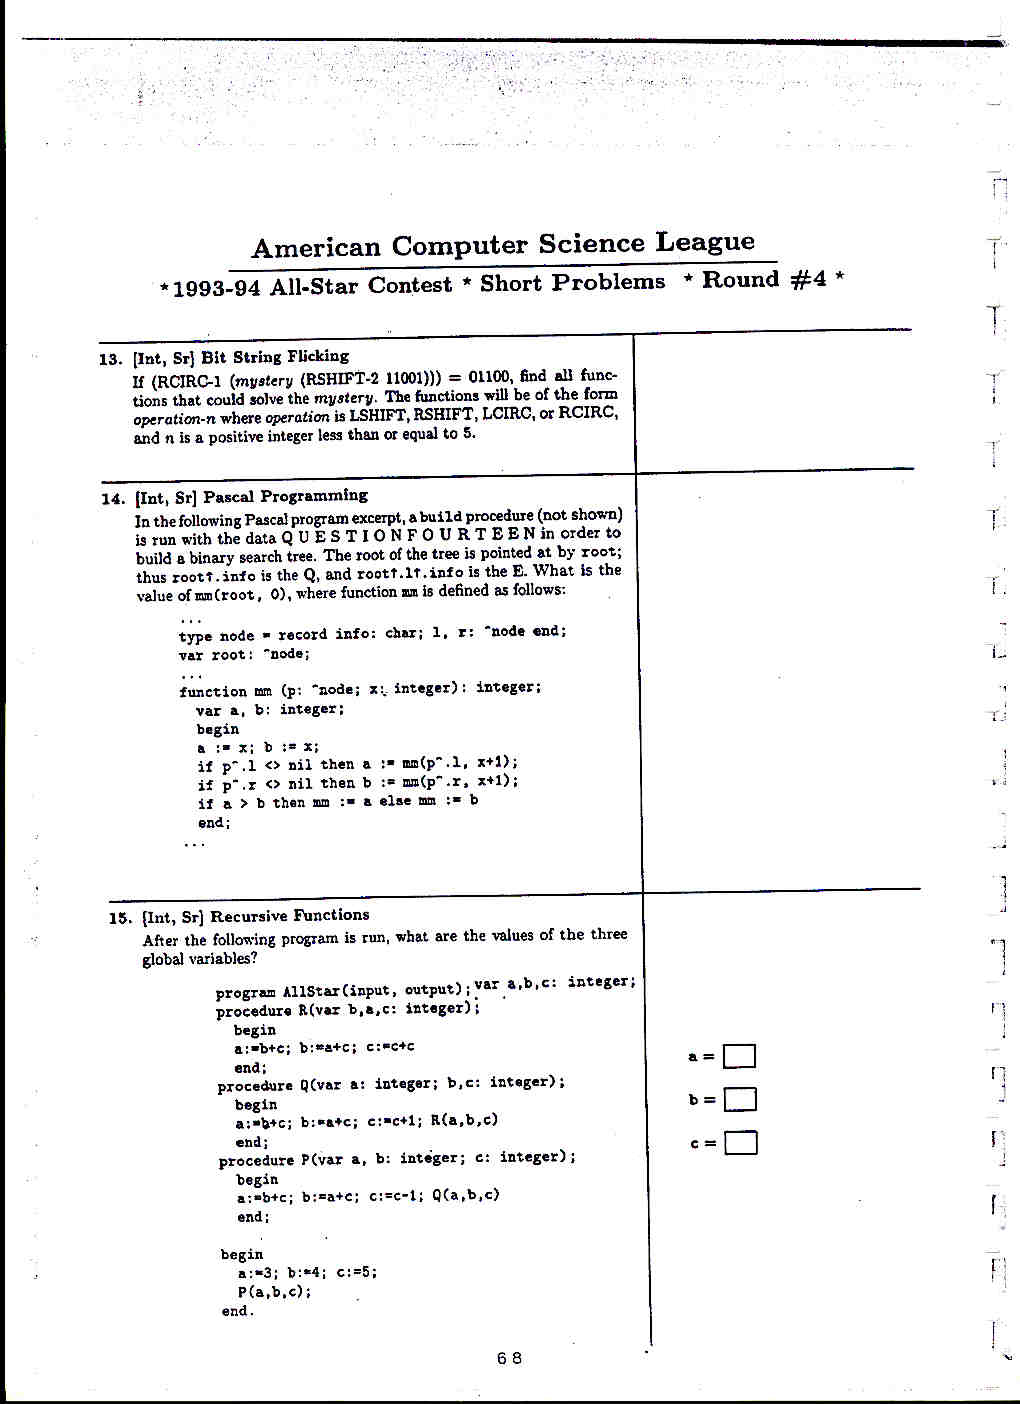 American Computer Science League
*1993-94 All-Star Contest * Short Problems * Round #4 *
13. [Int, Sr] Bit String Flicking
If (RCIRC-1 (mystery (RSHIFT-2 11001))) = 01100, find all func-
tions that could solve the mystery. The functions will be of the form
operation-n where operation is LSHIFT, RSHIFT, LCIRC, or RCIRC,
and n is a positive integer less than or equal to 5.
14. [Int, Sr] Pascal Programming
In the following Pascal program excerpt, a build procedure (not shown)
is run with the data Q U E S T I O N F O U R T E E N in order to
build a binary search tree. The root of the tree is pointed at by root;
thus root↑.info is the Q, and root↑.l↑.info is the E. What is the
value of mm(root, 0), where function mm is defined as follows:
...
type node = record info: char; l, r: ^node end;
var root: ^node;
...
function mm (p: ^node; x: integer): integer;
var a, b: integer;
begin
a := x; b := x;
if p^.l <> nil then a := mm(p^.l, x+1);
if p^.r <> nil then b := mm(p^.r, x+1);
if a > b then mm := a else mm := b
end;
...
15. [Int, Sr] Recursive Functions
After the following program is run, what are the values of the three
global variables?
program AllStar(input, output); var a,b,c: integer;
procedure R(var b,a,c: integer);
begin
a:=b+c; b:=a+c; c:=c+c
end;
procedure Q(var a: integer; b,c: integer);
begin
a:=b+c; b:=a+c; c:=c+1; R(a,b,c)
end;
procedure P(var a, b: integer; c: integer);
begin
a:=b+c; b:=a+c; c:=c-1; Q(a,b,c)
end;
begin
a:=3; b:=4; c:=5;
P(a,b,c);
end.
a =
b =
c =
68